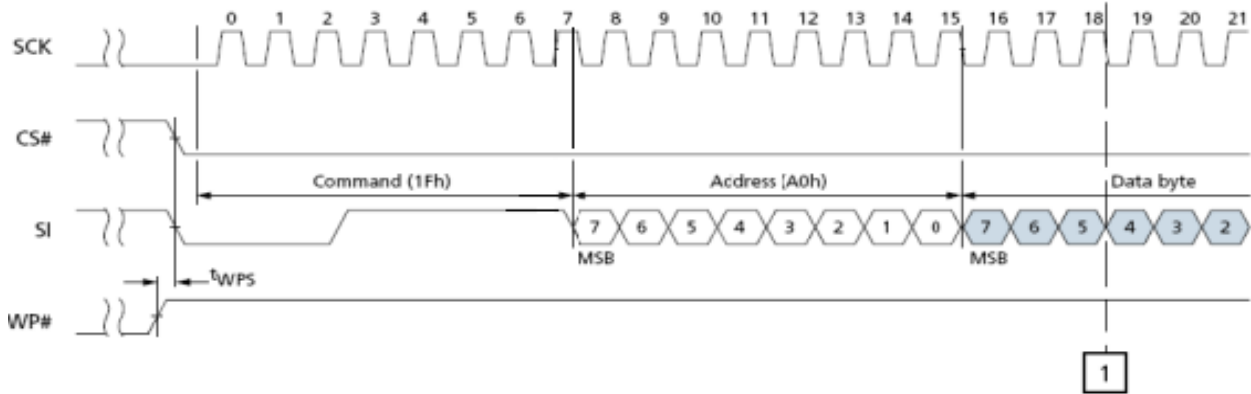 0 1 2 3 4 5 6 7 8 9 10 11 12 13 14 15 16 17 18 19 20 21
SCK
CS#
Command (1Fh) Address (A0h) Data byte
SI 7 6 5 4 3 2 1 0 7 6 5 4 3 2
MSB MSB
tWPS
WP#
1